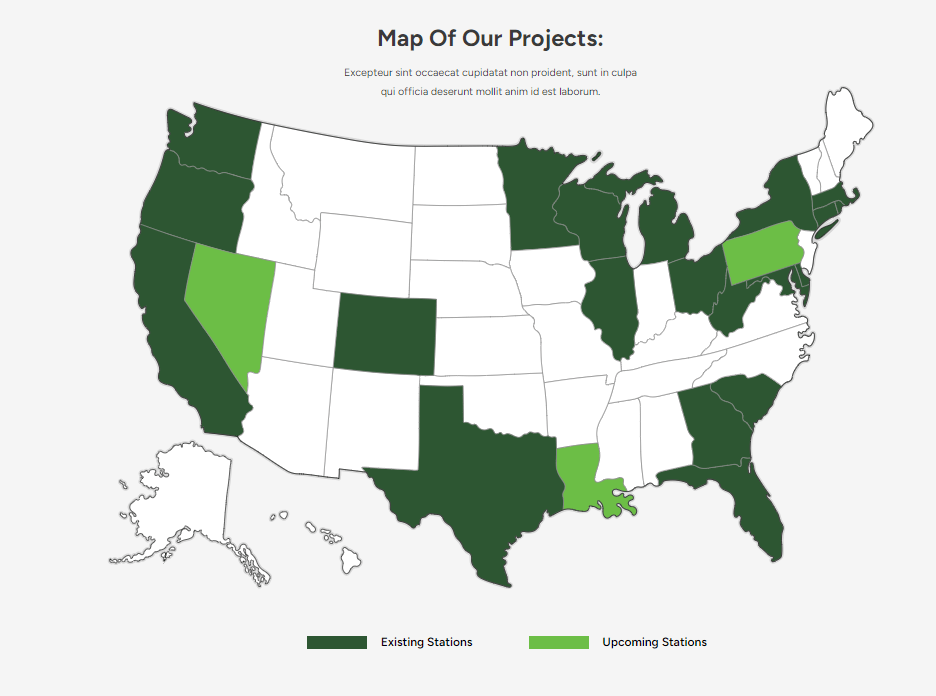 Map Of Our Projects:
Excepteur sint occaecat cupidatat non proident, sunt in culpa
qui officia deserunt mollit anim id est laborum.
Existing Stations
Upcoming Stations